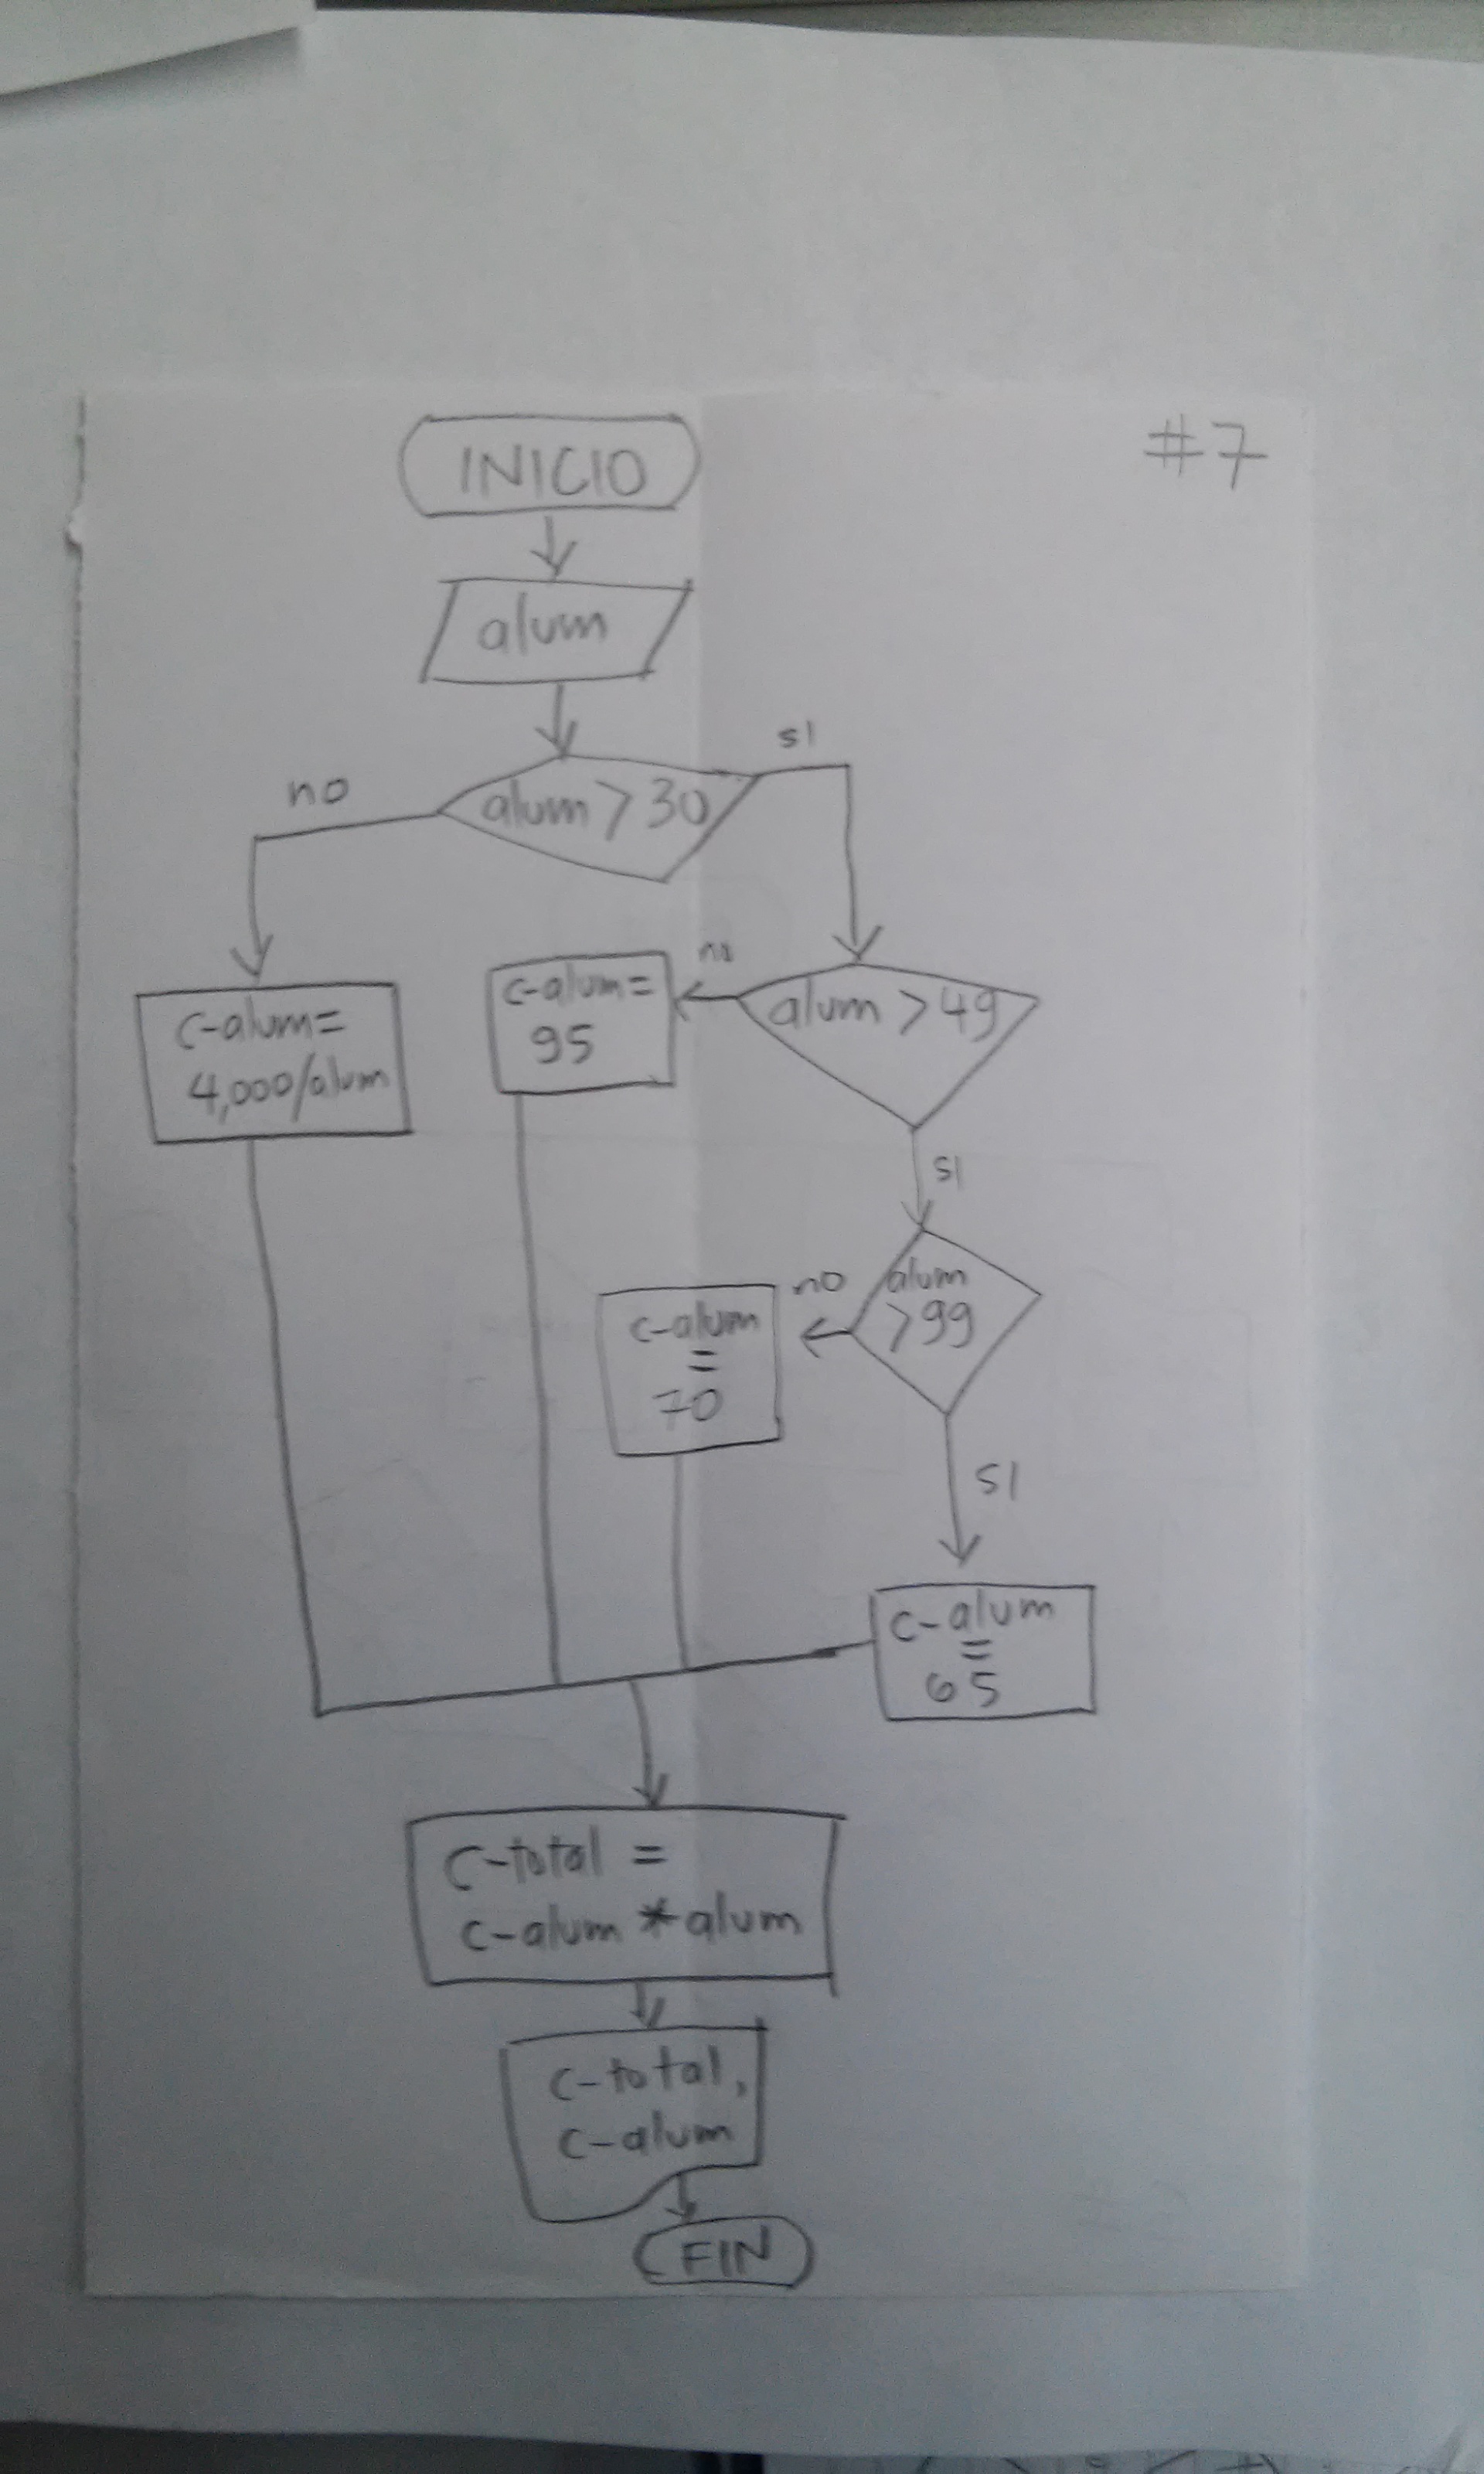 #7
INICIO
alum
alum > 30
no
si
c-alum=
4,000/alum
c-alum=
95
no
alum > 49
si
c-alum
=
70
no
alum
>99
si
c-alum
=
65
c-total =
c-alum * alum
c-total,
c-alum
FIN